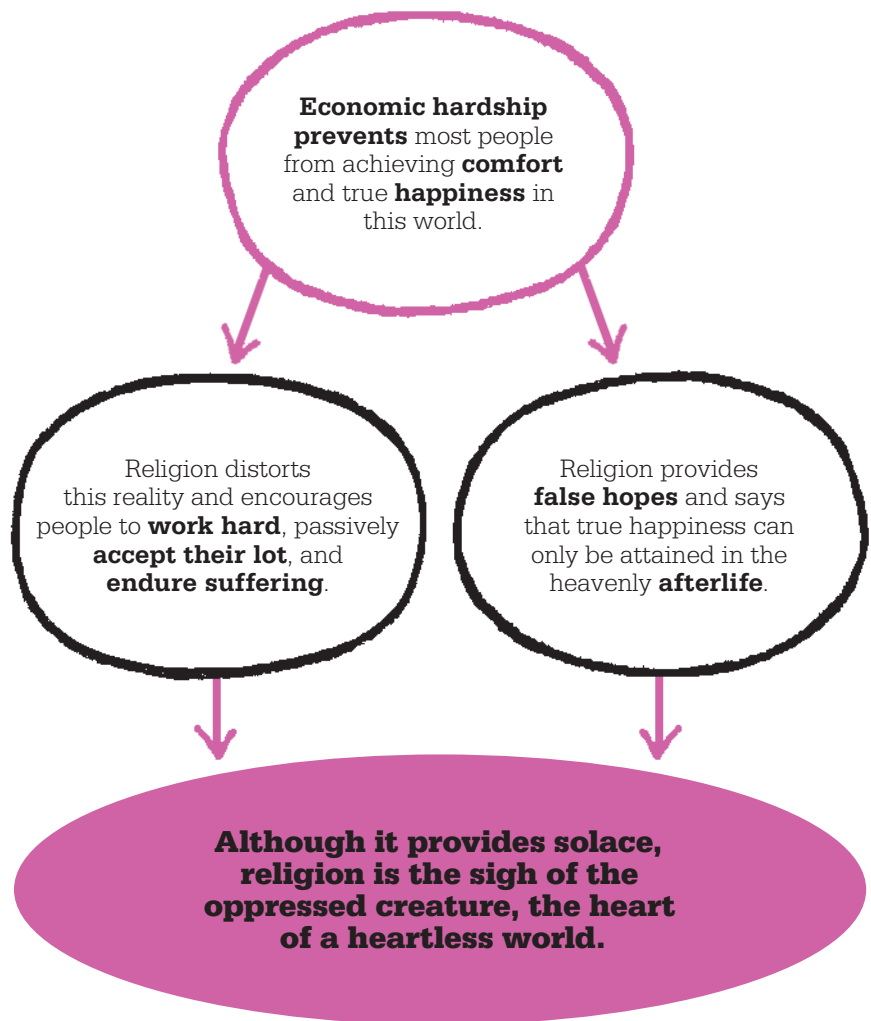 Economic hardship
prevents most people
from achieving comfort
and true happiness in
this world.
Religion distorts
this reality and encourages
people to work hard, passively
accept their lot, and
endure suffering.
Religion provides
false hopes and says
that true happiness can
only be attained in the
heavenly afterlife.
Although it provides solace,
religion is the sigh of the
oppressed creature, the heart
of a heartless world.